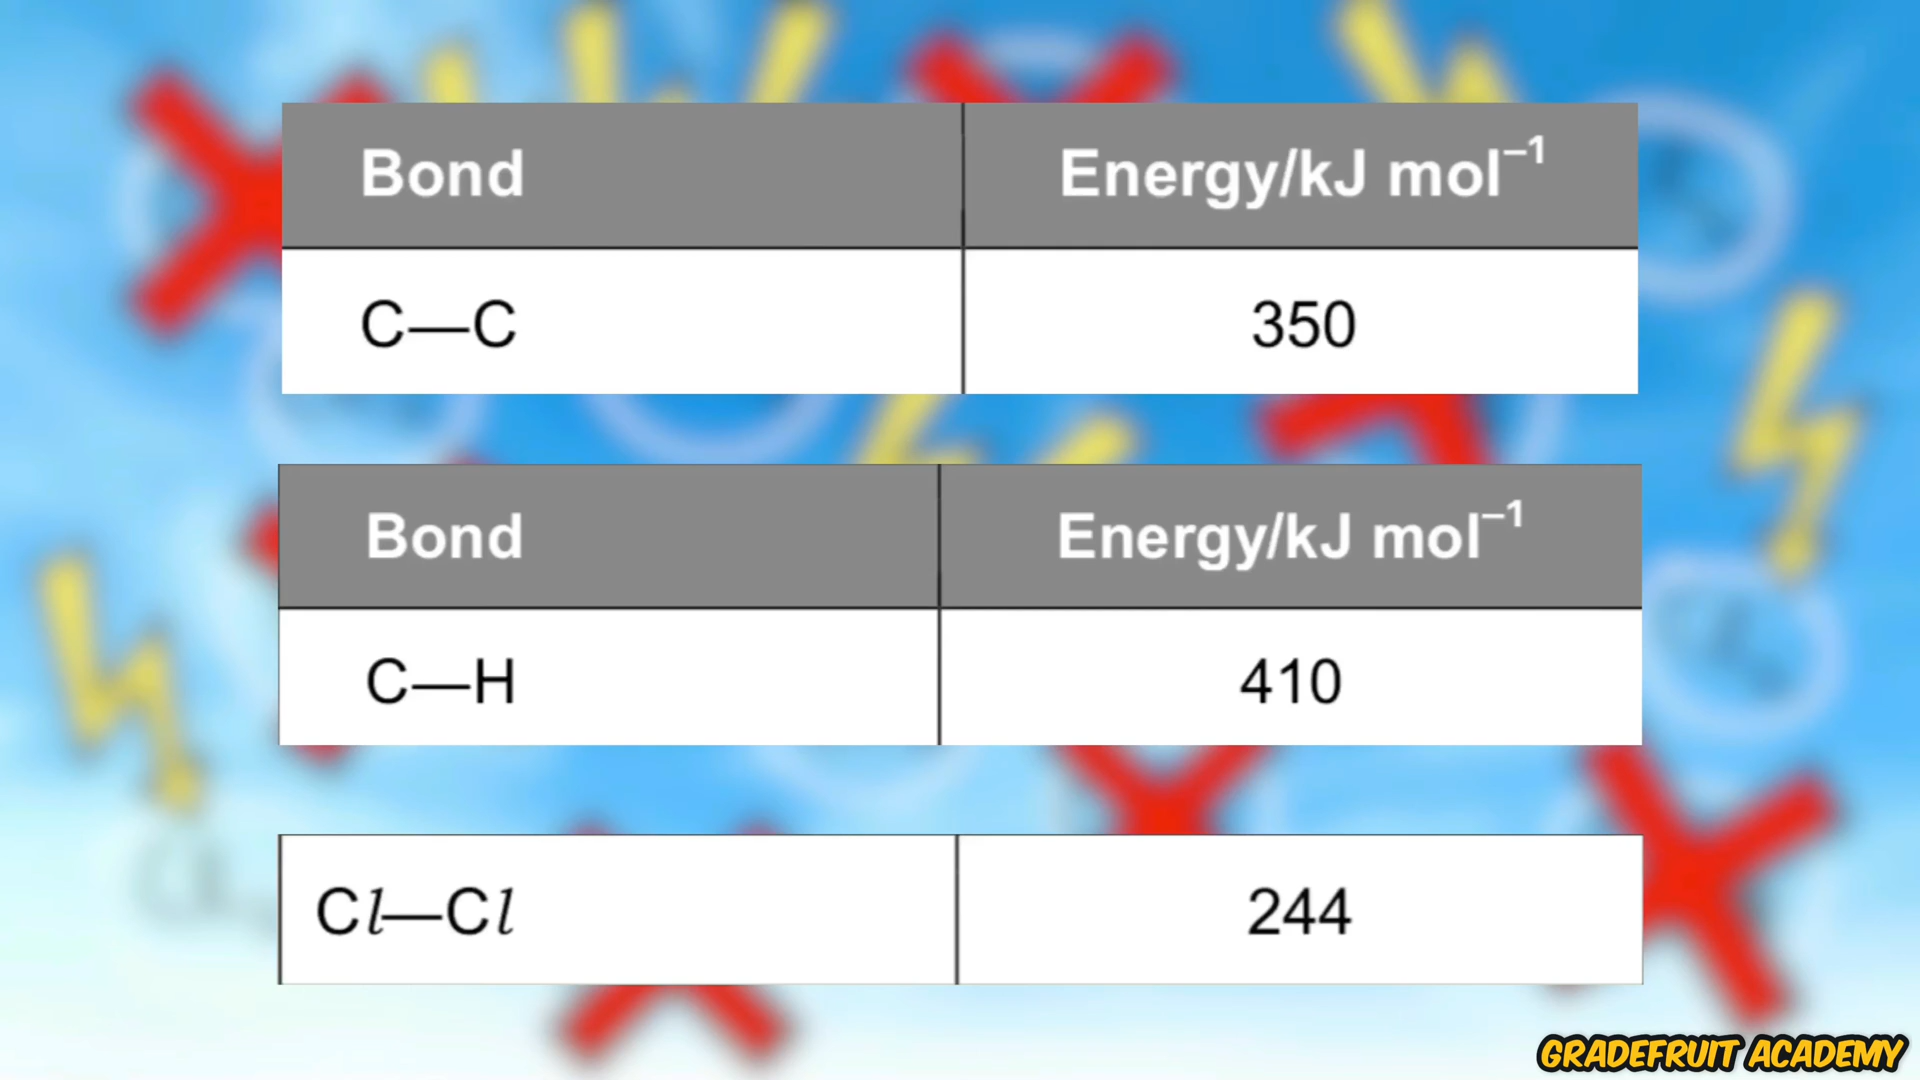 Bond Energy/kJ mol⁻¹
C—C 350
Bond Energy/kJ mol⁻¹
C—H 410
Cl—Cl 244
GRADEFRUIT ACADEMY